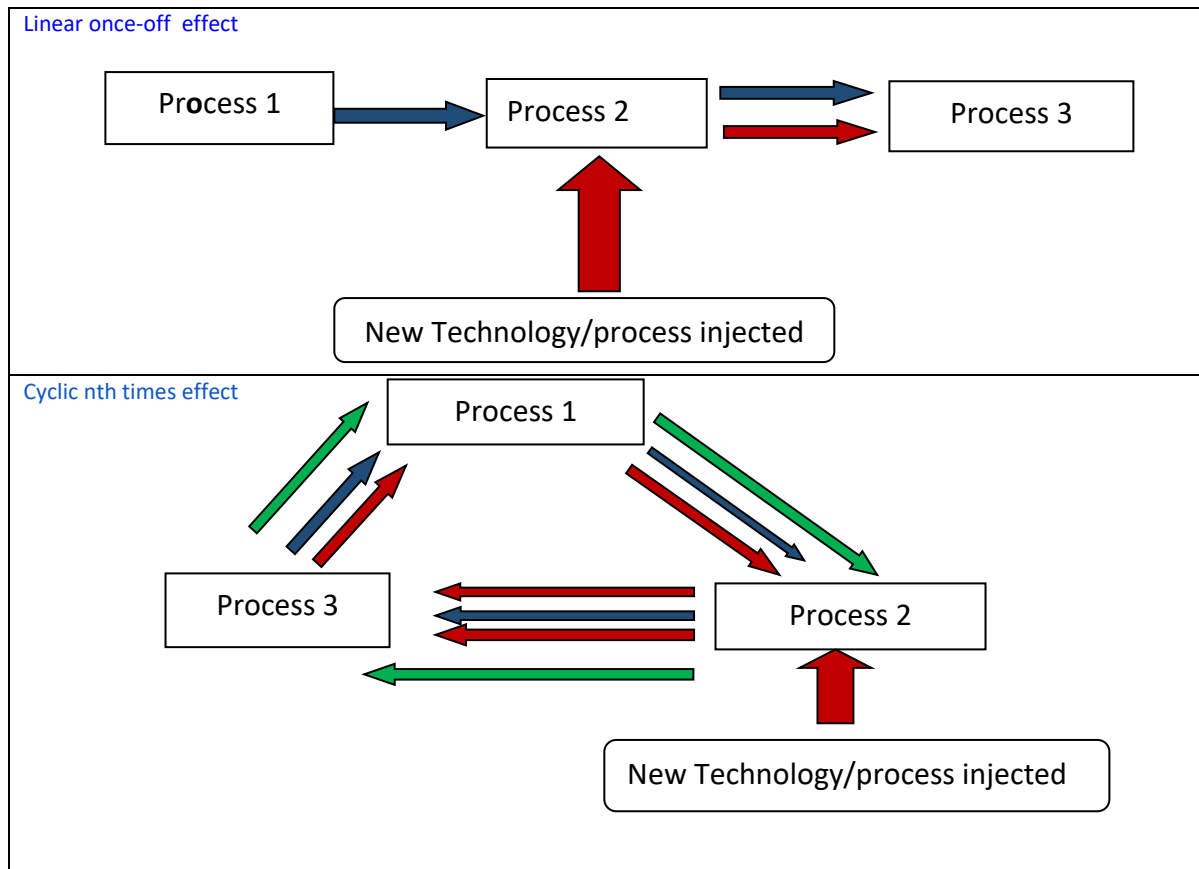 Linear once-off effect
Process 1
Process 2
Process 3
New Technology/process injected
Cyclic nth times effect
Process 1
Process 3
Process 2
New Technology/process injected